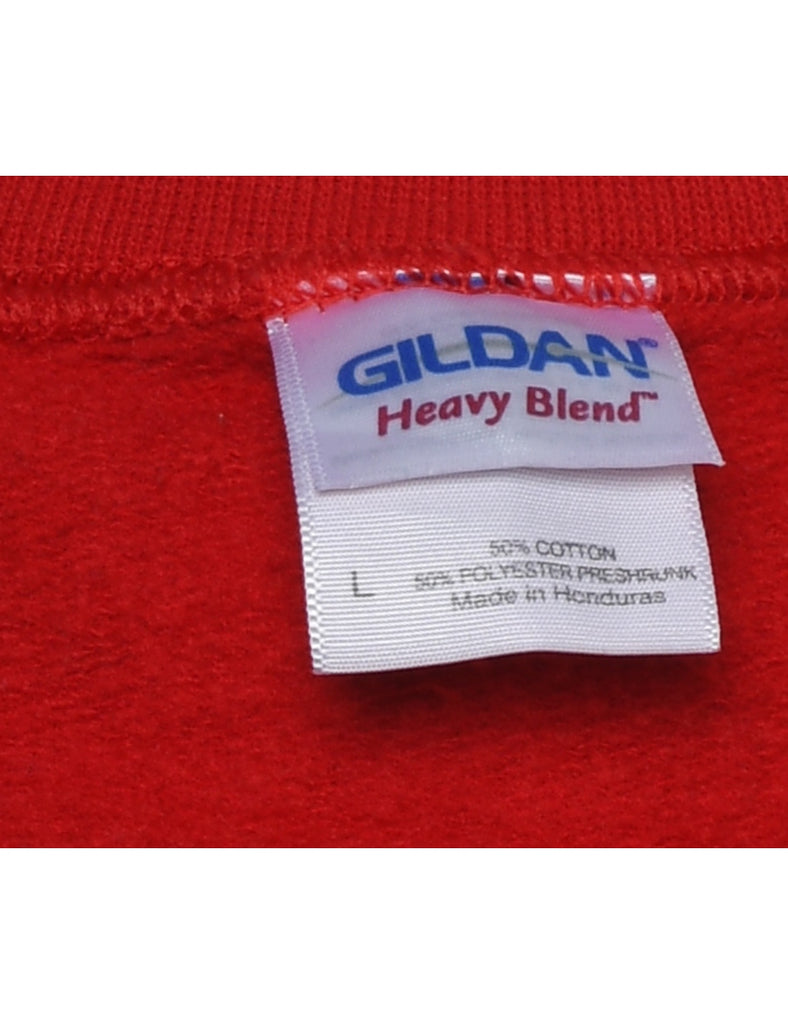 GILDAN®
Heavy Blend™
50% COTTON
L 50% POLYESTER PRESHRUNK
Made in Honduras